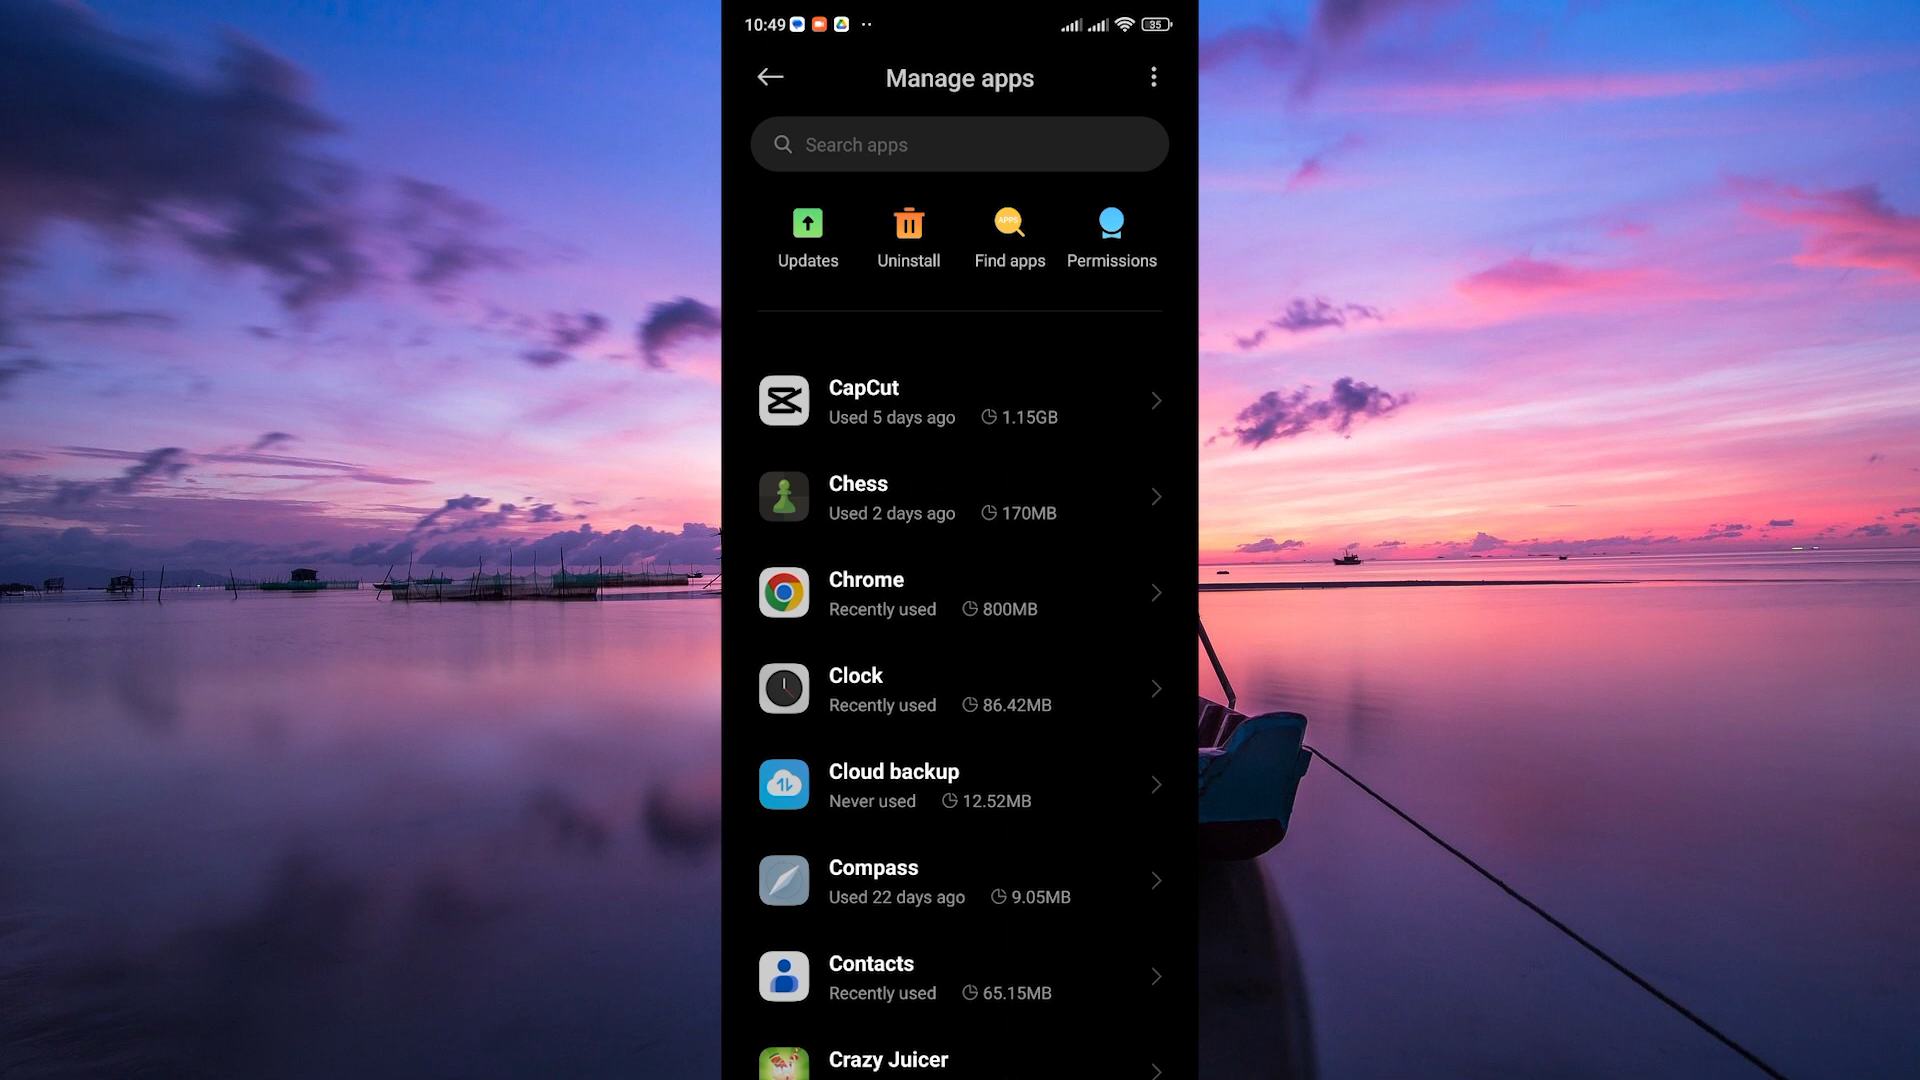 10:49
35
Manage apps
Search apps
APPS
Updates Uninstall Find apps Permissions
CapCut
Used 5 days ago 1.15GB
Chess
Used 2 days ago 170MB
Chrome
Recently used 800MB
Clock
Recently used 86.42MB
Cloud backup
Never used 12.52MB
Compass
Used 22 days ago 9.05MB
Contacts
Recently used 65.15MB
Crazy Juicer